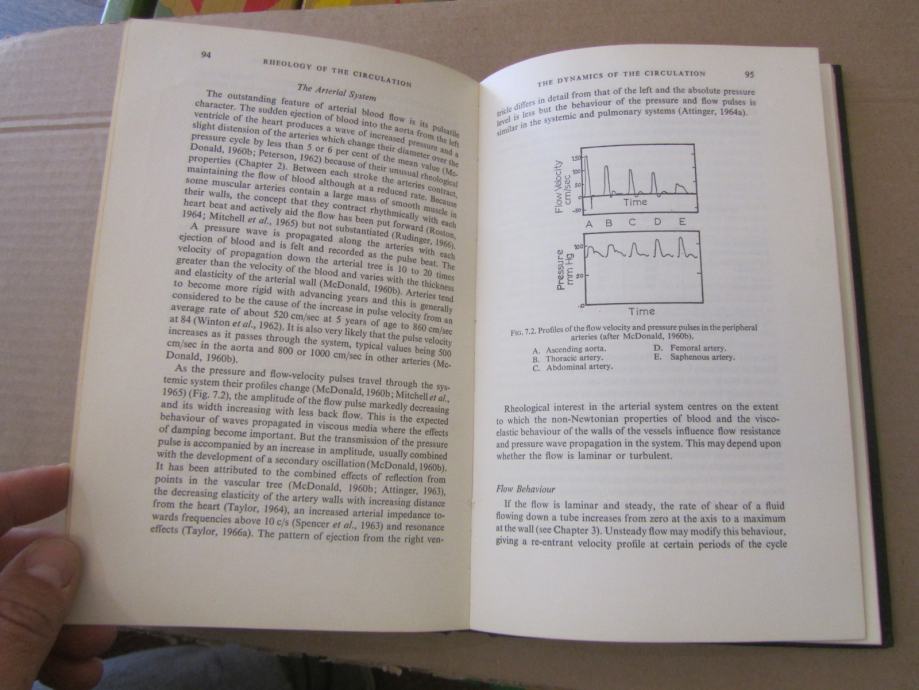 94
RHEOLOGY OF THE CIRCULATION
The Arterial System
The outstanding feature of arterial blood flow is its pulsatile
character. The sudden ejection of blood into the aorta from the left
ventricle of the heart produces a wave of increased pressure and a
slight distension of the arteries which change their diameter over the
pressure cycle by less than 5 or 6 per cent of the mean value (Mc-
Donald, 1960b; Peterson, 1962) because of their unusual rheological
properties (Chapter 2). Between each stroke the arteries contract,
maintaining the flow of blood although at a reduced rate. Because
some muscular arteries contain a large mass of smooth muscle in
their walls, the concept that they contract rhythmically with each
heart beat and actively aid the flow has been put forward (Roston,
1964; Mitchell et al., 1965) but not substantiated (Rudinger, 1966).
A pressure wave is propagated along the arteries with each
ejection of blood and is felt and recorded as the pulse beat. The
velocity of propagation down the arterial tree is 10 to 20 times
greater than the velocity of the blood and varies with the thickness
and elasticity of the arterial wall (McDonald, 1960b). Arteries tend
to become more rigid with advancing years and this is generally
considered to be the cause of the increase in pulse velocity from an
average rate of about 520 cm/sec at 5 years of age to 860 cm/sec
at 84 (Winton et al., 1962). It is also very likely that the pulse velocity
increases as it passes through the system, typical values being 500
cm/sec in the aorta and 800 or 1000 cm/sec in other arteries (Mc-
Donald, 1960b).
As the pressure and flow-velocity pulses travel through the sys-
temic system their profiles change (McDonald, 1960b; Mitchell et al.,
1965) (Fig. 7.2), the amplitude of the flow pulse markedly decreasing
and its width increasing with less back flow. This is the expected
behaviour of waves propagated in viscous media where the effects
of damping become important. But the transmission of the pressure
pulse is accompanied by an increase in amplitude, usually combined
with the development of a secondary oscillation (McDonald, 1960b).
It has been attributed to the combined effects of reflection from
points in the vascular tree (McDonald, 1960b; Attinger, 1963),
the decreasing elasticity of the artery walls with increasing distance
from the heart (Taylor, 1964), an increased arterial impedance to-
wards frequencies above 10 c/s (Spencer et al., 1963) and resonance
effects (Taylor, 1966a). The pattern of ejection from the right ven-
THE DYNAMICS OF THE CIRCULATION
95
tricle differs in detail from that of the left and the absolute pressure
level is less but the behaviour of the pressure and flow pulses is
similar in the systemic and pulmonary systems (Attinger, 1964a).
Flow Velocity
cm/sec
150
100
50
0
-50
Time
A B C D E
Pressure
mm Hg
100
Time
FIG. 7.2. Profiles of the flow velocity and pressure pulses in the peripheral
arteries (after McDonald, 1960b).
A. Ascending aorta.
B. Thoracic artery.
C. Abdominal artery.
D. Femoral artery.
E. Saphenous artery.
Rheological interest in the arterial system centres on the extent
to which the non-Newtonian properties of blood and the visco-
elastic behaviour of the walls of the vessels influence flow resistance
and pressure wave propagation in the system. This may depend upon
whether the flow is laminar or turbulent.
Flow Behaviour
If the flow is laminar and steady, the rate of shear of a fluid
flowing down a tube increases from zero at the axis to a maximum
at the wall (see Chapter 3). Unsteady flow may modify this behaviour,
giving a re-entrant velocity profile at certain periods of the cycle